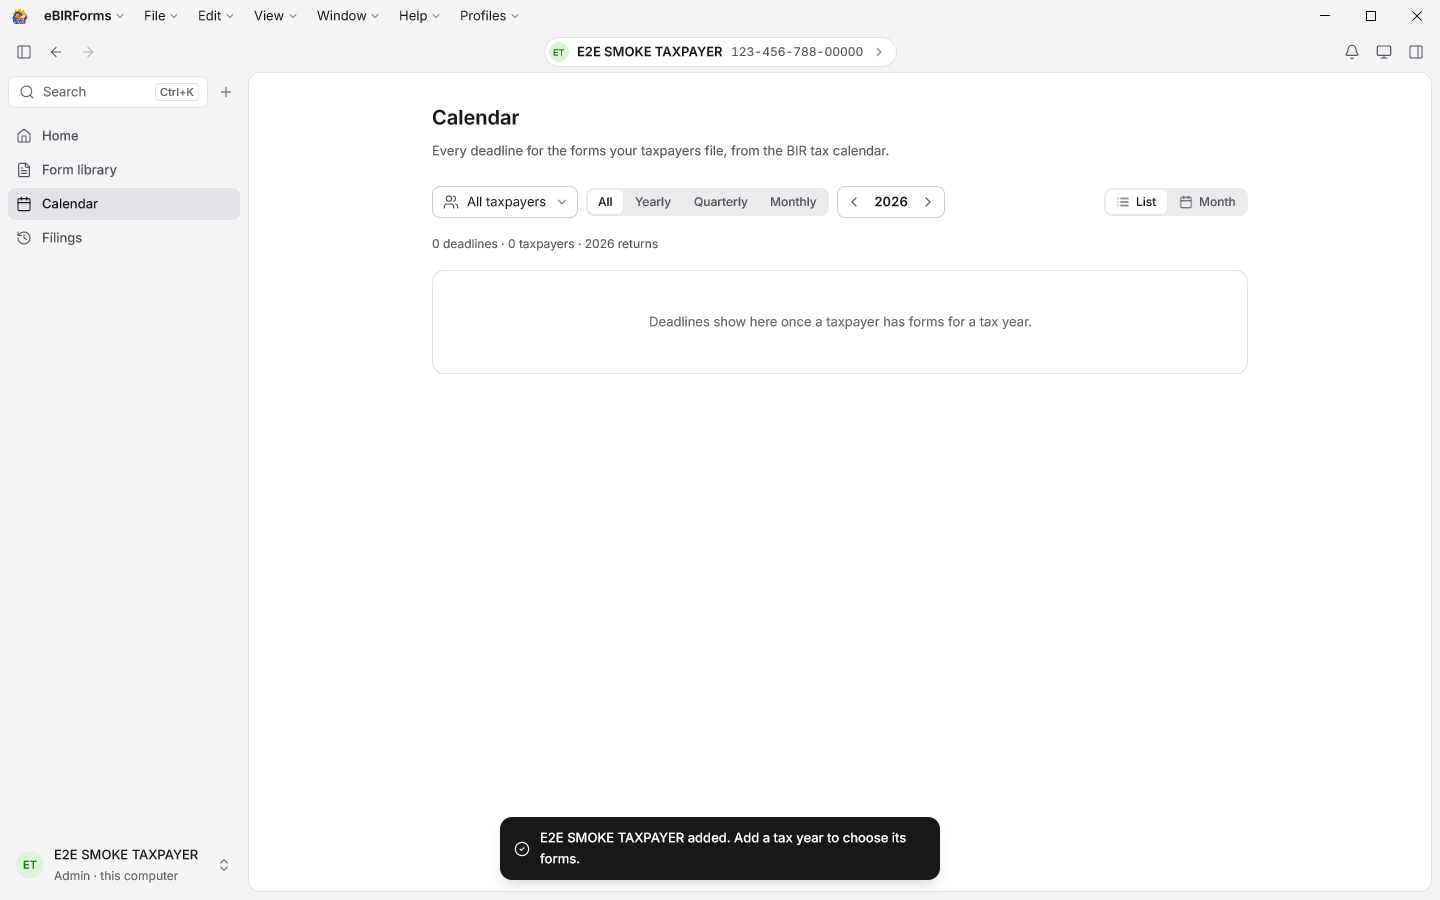 eBIRForms File Edit View Window Help Profiles
ET E2E SMOKE TAXPAYER 123-456-788-00000
Search Ctrl+K
Home
Form library
Calendar
Filings
Calendar
Every deadline for the forms your taxpayers file, from the BIR tax calendar.
All taxpayers All Yearly Quarterly Monthly 2026 List Month
0 deadlines · 0 taxpayers · 2026 returns
Deadlines show here once a taxpayer has forms for a tax year.
E2E SMOKE TAXPAYER added. Add a tax year to choose its
forms.
ET E2E SMOKE TAXPAYER
Admin · this computer